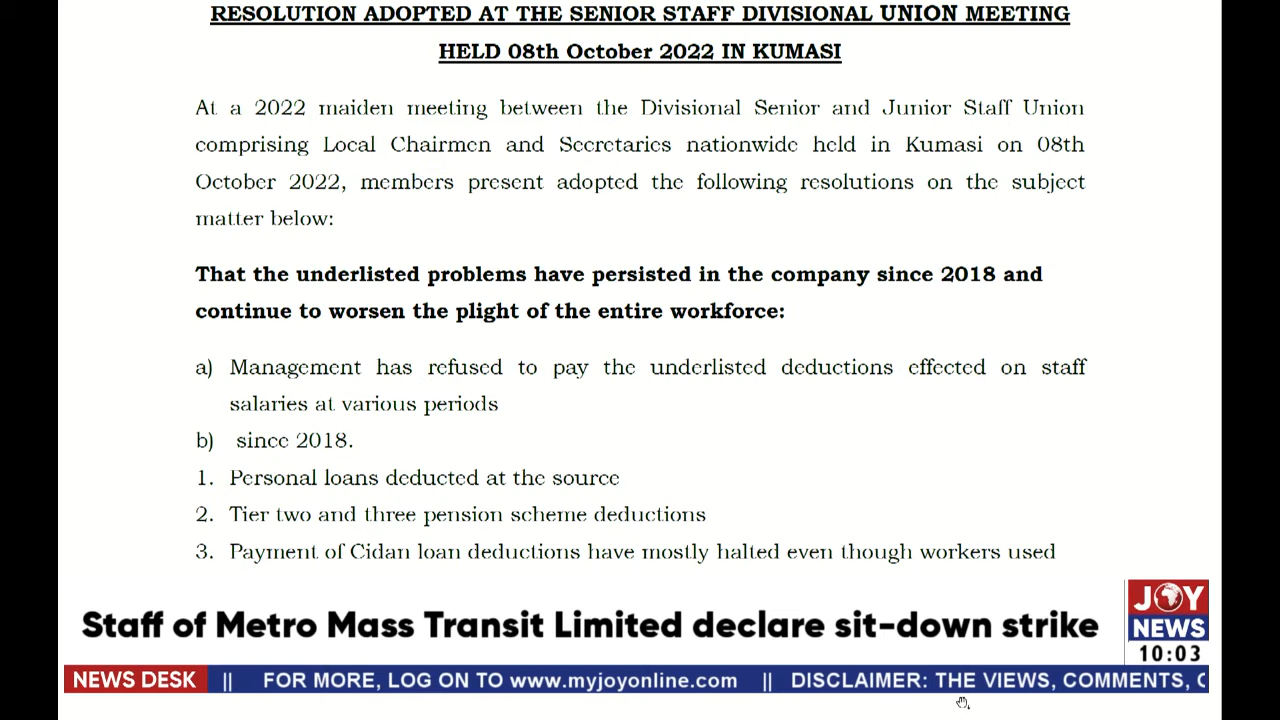 RESOLUTION ADOPTED AT THE SENIOR STAFF DIVISIONAL UNION MEETING
HELD 08th October 2022 IN KUMASI
At a 2022 maiden meeting between the Divisional Senior and Junior Staff Union
comprising Local Chairmen and Secretaries nationwide held in Kumasi on 08th
October 2022, members present adopted the following resolutions on the subject
matter below:
That the underlisted problems have persisted in the company since 2018 and
continue to worsen the plight of the entire workforce:
a) Management has refused to pay the underlisted deductions effected on staff
salaries at various periods
b) since 2018.
1. Personal loans deducted at the source
2. Tier two and three pension scheme deductions
3. Payment of Cidan loan deductions have mostly halted even though workers used
Staff of Metro Mass Transit Limited declare sit-down strike
JOY
NEWS
10:03
NEWS DESK || FOR MORE, LOG ON TO www.myjoyonline.com || DISCLAIMER: THE VIEWS, COMMENTS,